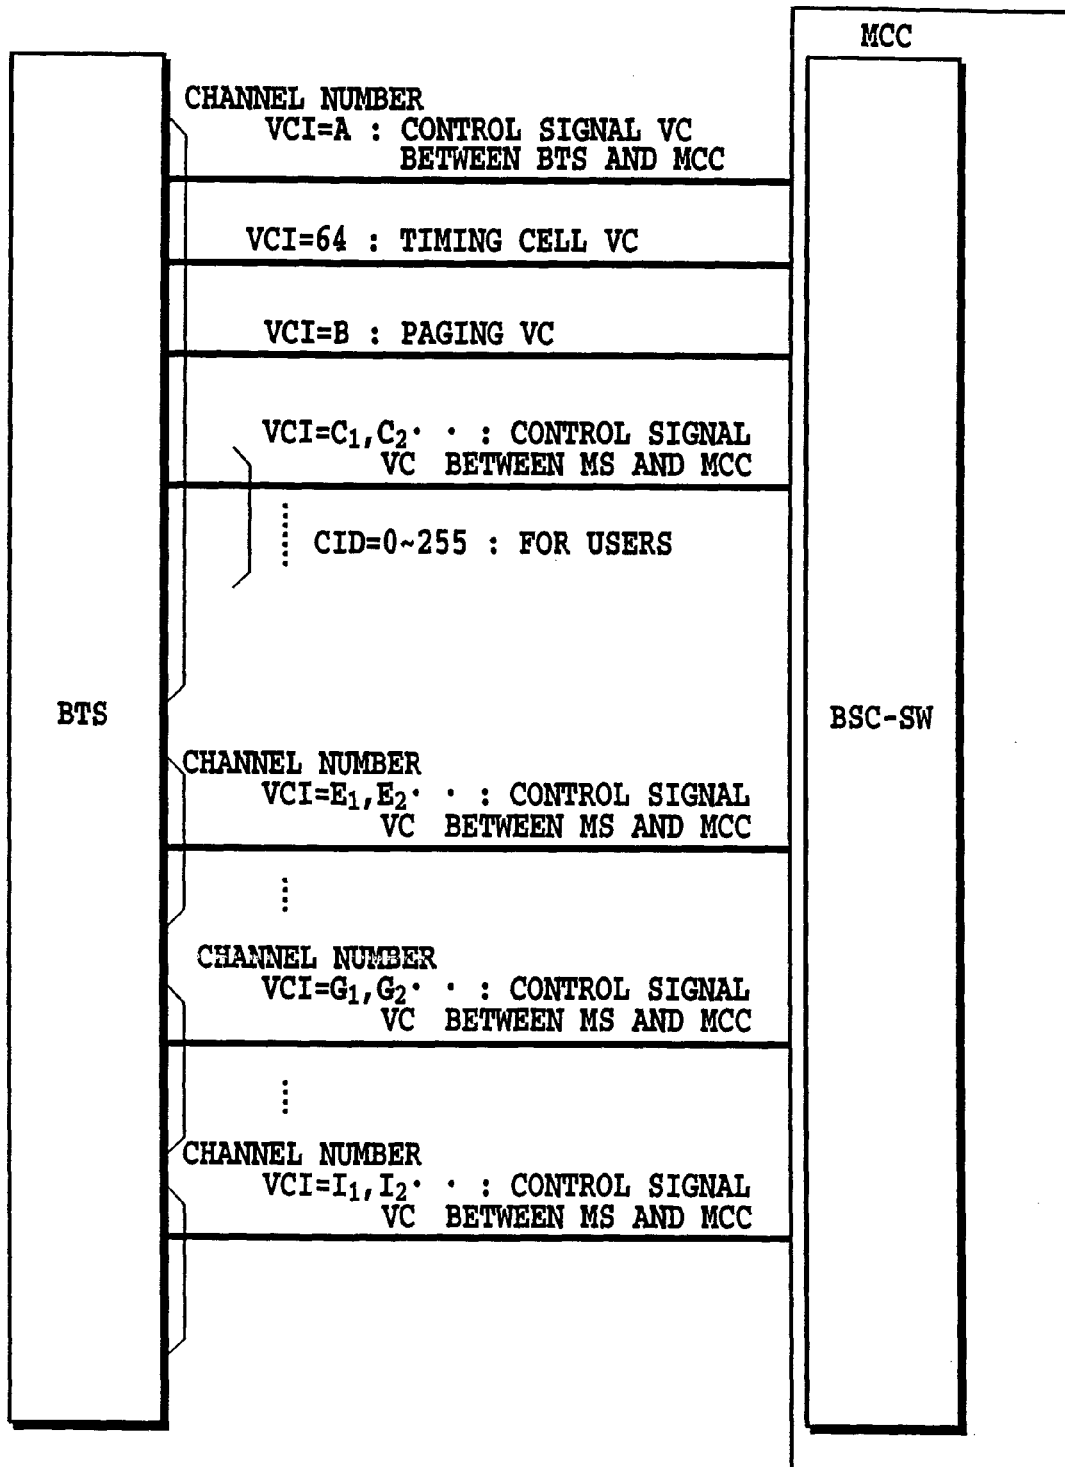 MCC
CHANNEL NUMBER
VCI=A : CONTROL SIGNAL VC
BETWEEN BTS AND MCC
VCI=64 : TIMING CELL VC
VCI=B : PAGING VC
VCI=C₁,C₂· · : CONTROL SIGNAL
VC BETWEEN MS AND MCC
CID=0~255 : FOR USERS
BTS
BSC-SW
CHANNEL NUMBER
VCI=E₁,E₂· · : CONTROL SIGNAL
VC BETWEEN MS AND MCC
CHANNEL NUMBER
VCI=G₁,G₂· · : CONTROL SIGNAL
VC BETWEEN MS AND MCC
CHANNEL NUMBER
VCI=I₁,I₂· · : CONTROL SIGNAL
VC BETWEEN MS AND MCC